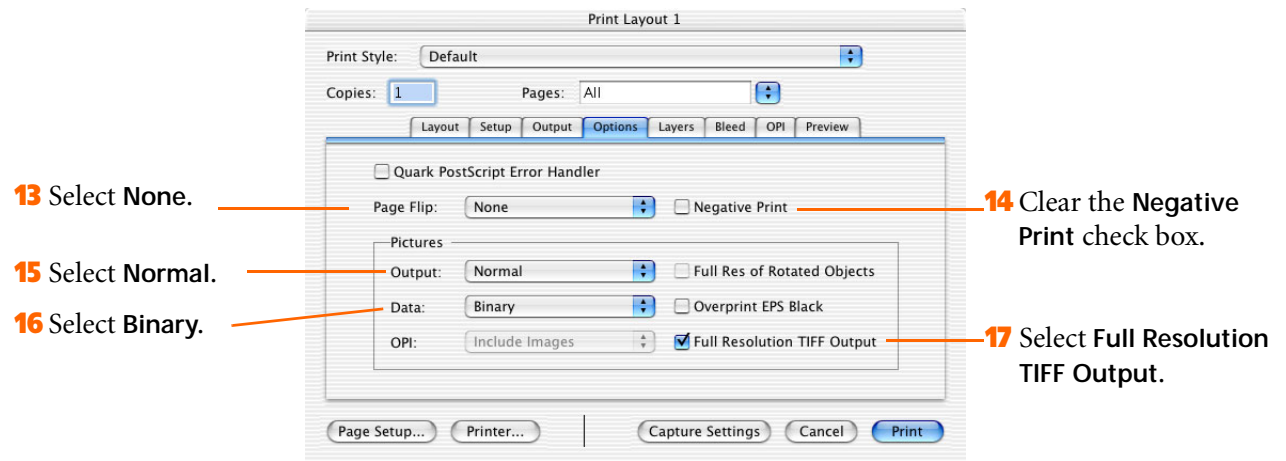 Print Layout 1
Print Style: Default
Copies: 1 Pages: All
Layout Setup Output Options Layers Bleed OPI Preview
Quark PostScript Error Handler
13 Select None.
Page Flip: None Negative Print
14 Clear the Negative
Print check box.
Pictures
15 Select Normal.
Output: Normal Full Res of Rotated Objects
16 Select Binary.
Data: Binary Overprint EPS Black
OPI: Include Images Full Resolution TIFF Output
17 Select Full Resolution
TIFF Output.
Page Setup... Printer... Capture Settings Cancel Print